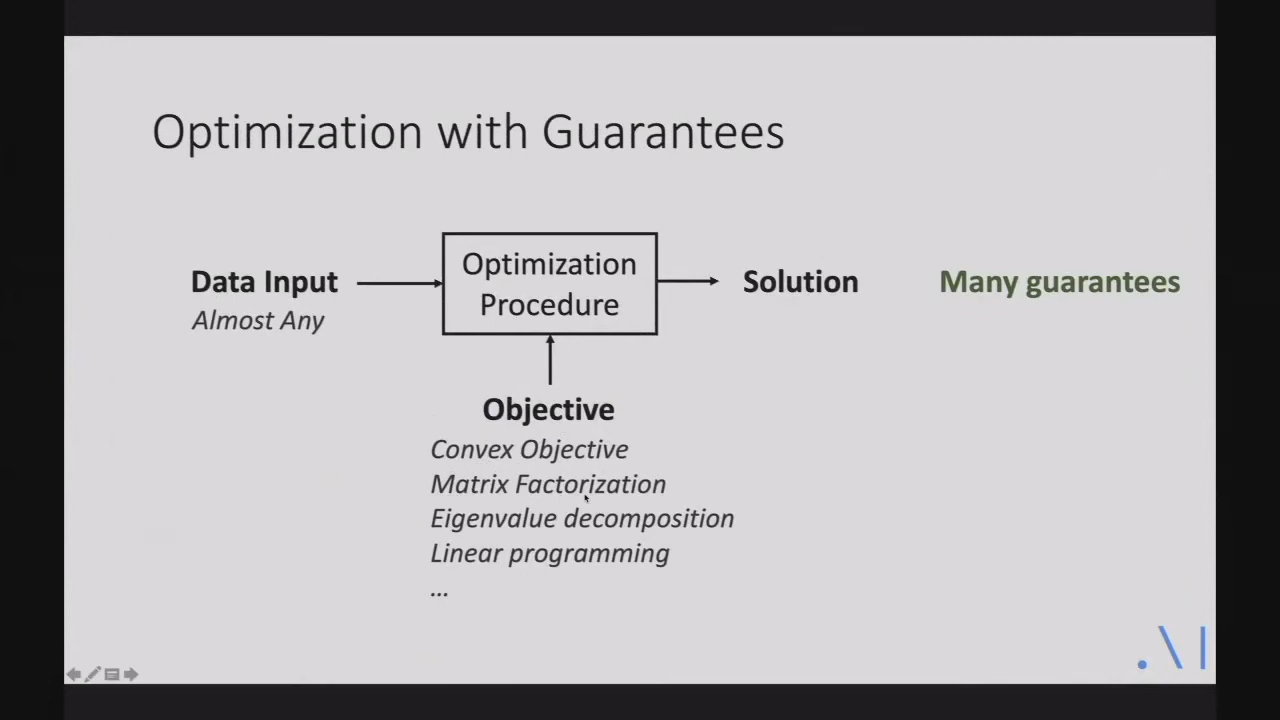 Optimization with Guarantees
Data Input
Almost Any
Optimization
Procedure
Solution
Many guarantees
Objective
Convex Objective
Matrix Factorization
Eigenvalue decomposition
Linear programming
...
.\|